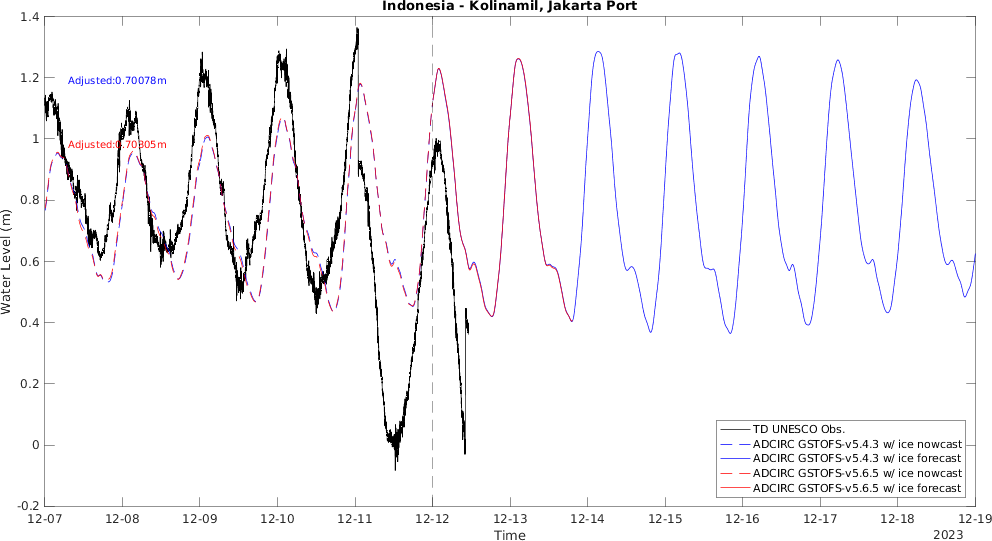 Indonesia - Kolinamil, Jakarta Port
1.4
1.2
1
0.8
0.6
0.4
0.2
0
-0.2
Water Level (m)
Adjusted:0.70078m
Adjusted:0.70805m
TD UNESCO Obs.
ADCIRC GSTOFS-v5.4.3 w/ ice nowcast
ADCIRC GSTOFS-v5.4.3 w/ ice forecast
ADCIRC GSTOFS-v5.6.5 w/ ice nowcast
ADCIRC GSTOFS-v5.6.5 w/ ice forecast
12-07 12-08 12-09 12-10 12-11 12-12 12-13 12-14 12-15 12-16 12-17 12-18 12-19
Time
2023